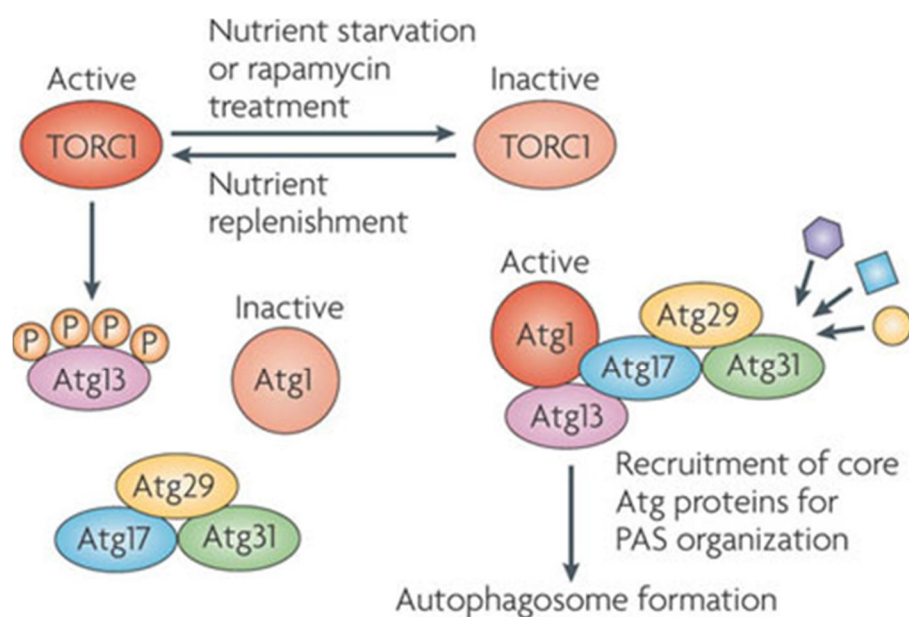 Nutrient starvation
or rapamycin
treatment
Active
Inactive
TORC1
TORC1
Nutrient
replenishment
P
P
P
P
Atg13
Inactive
Atg1
Atg29
Atg17
Atg31
Active
Atg1
Atg29
Atg17
Atg31
Atg13
Recruitment of core
Atg proteins for
PAS organization
Autophagosome formation